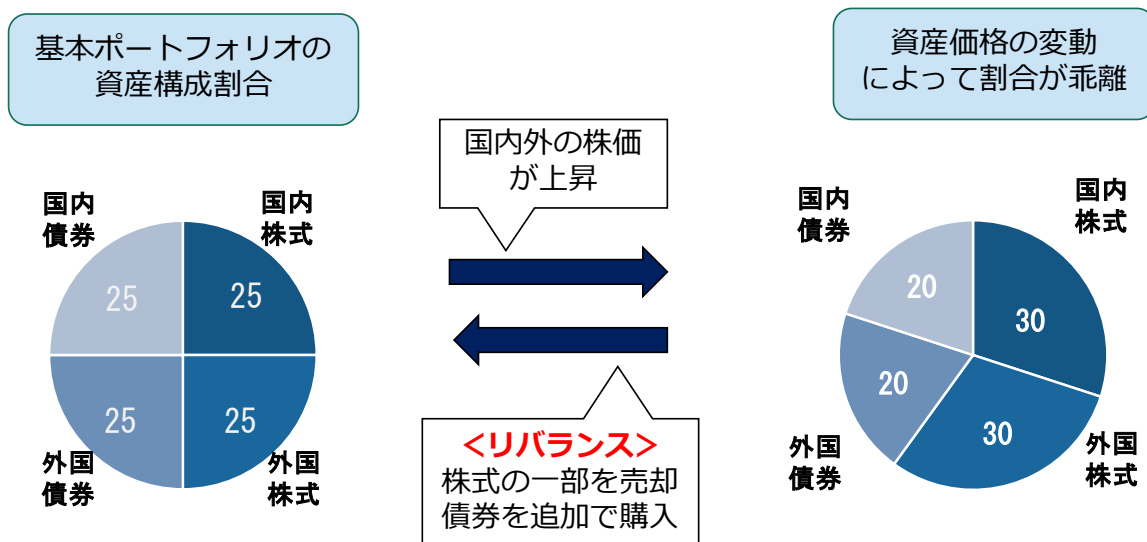 基本ポートフォリオの
資産構成割合
資産価格の変動
によって割合が乖離
国内外の株価
が上昇
国内
債券
国内
株式
25
25
25
25
外国
債券
外国
株式
<リバランス>
株式の一部を売却
債券を追加で購入
国内
債券
国内
株式
20
30
20
30
外国
債券
外国
株式